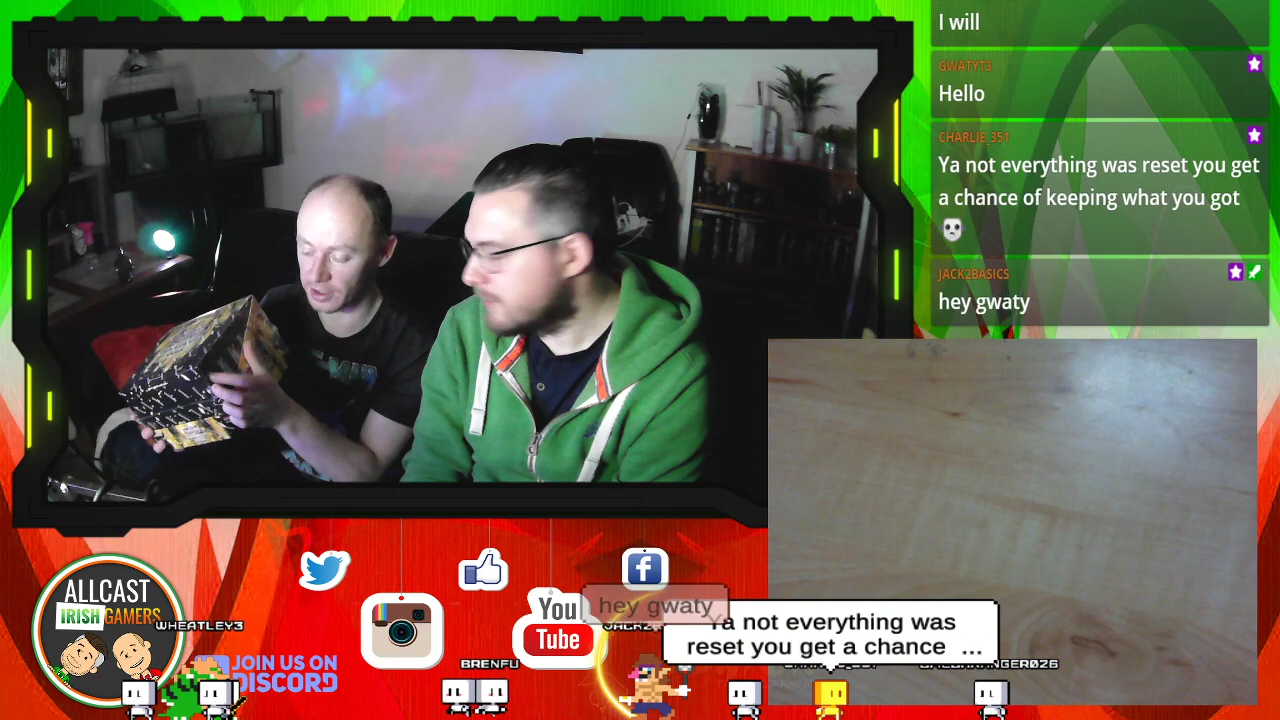 I will
GWATYT3
Hello
CHARLIE_351
Ya not everything was reset you get
a chance of keeping what you got
JACK2BASICS
hey gwaty
ALLCAST
IRISH GAMERS
WHEATLEY3
JOIN US ON
DISCORD
BRENFU
You
Tube
hey gwaty
Ya not everything was
reset you get a chance ...